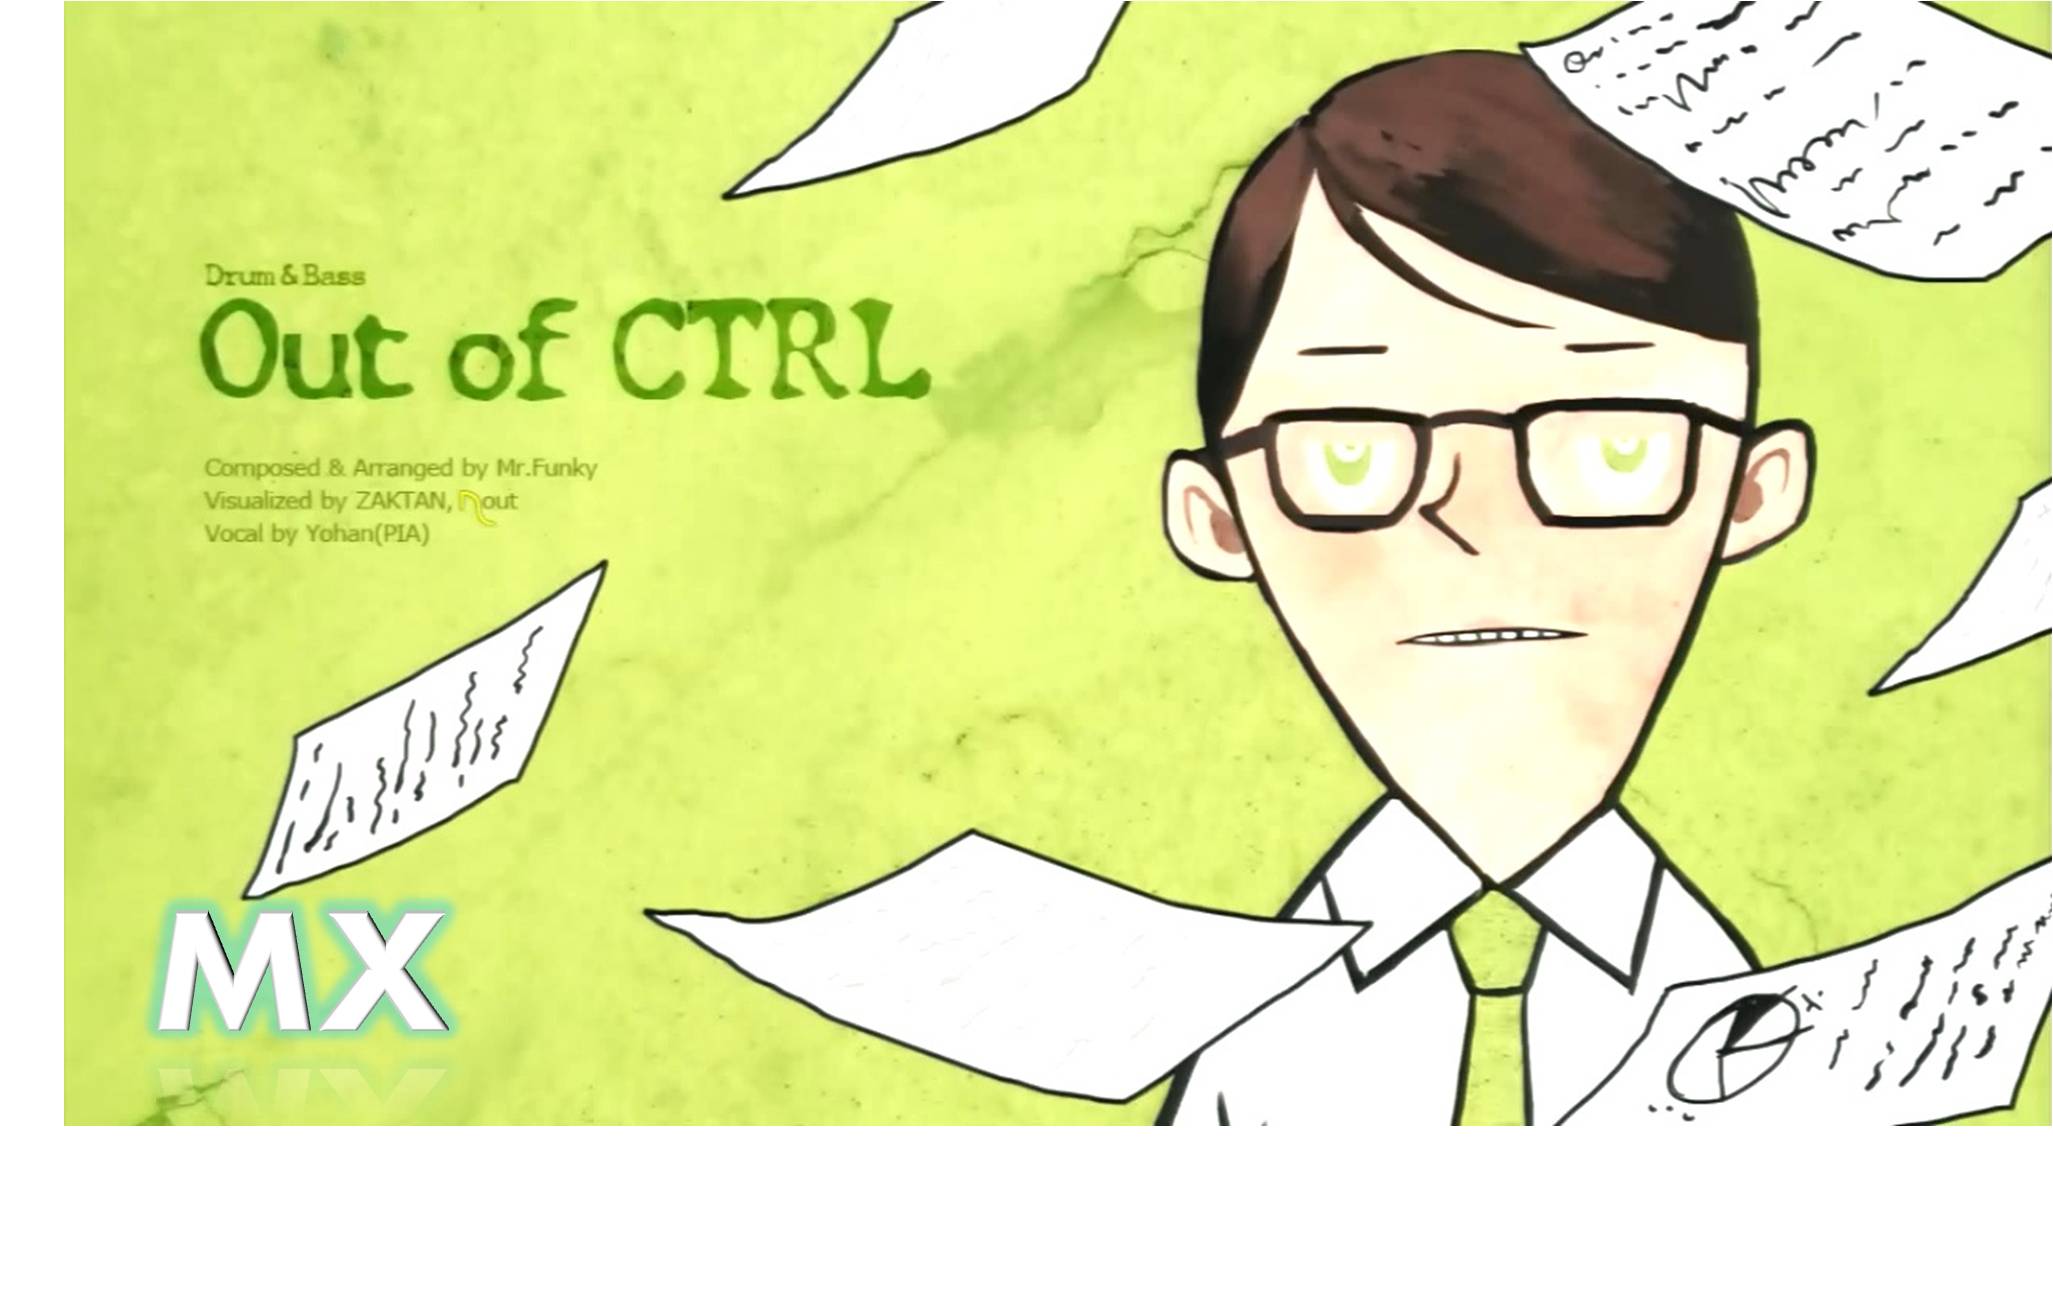 Drum & Bass
Out of CTRL
Composed & Arranged by Mr.Funky
Visualized by ZAKTAN,
Vocal by Yohan(PIA)
MX